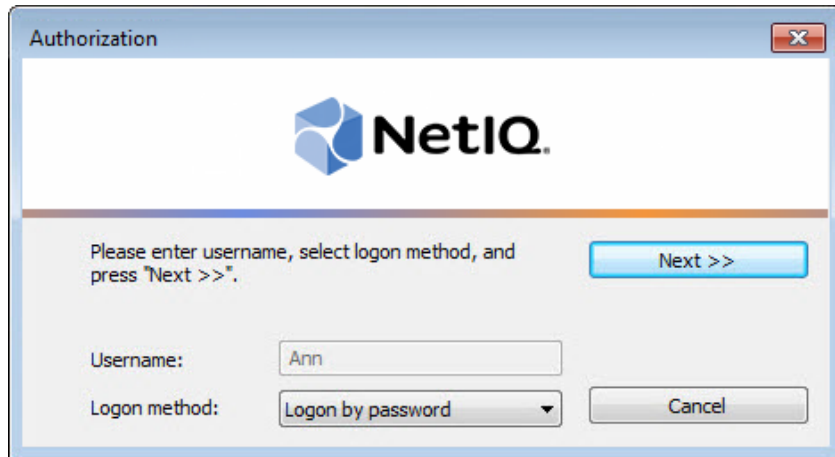 Authorization
NetIQ.
Please enter username, select logon method, and
press "Next >>".
Next >>
Username:
Ann
Logon method:
Logon by password
Cancel